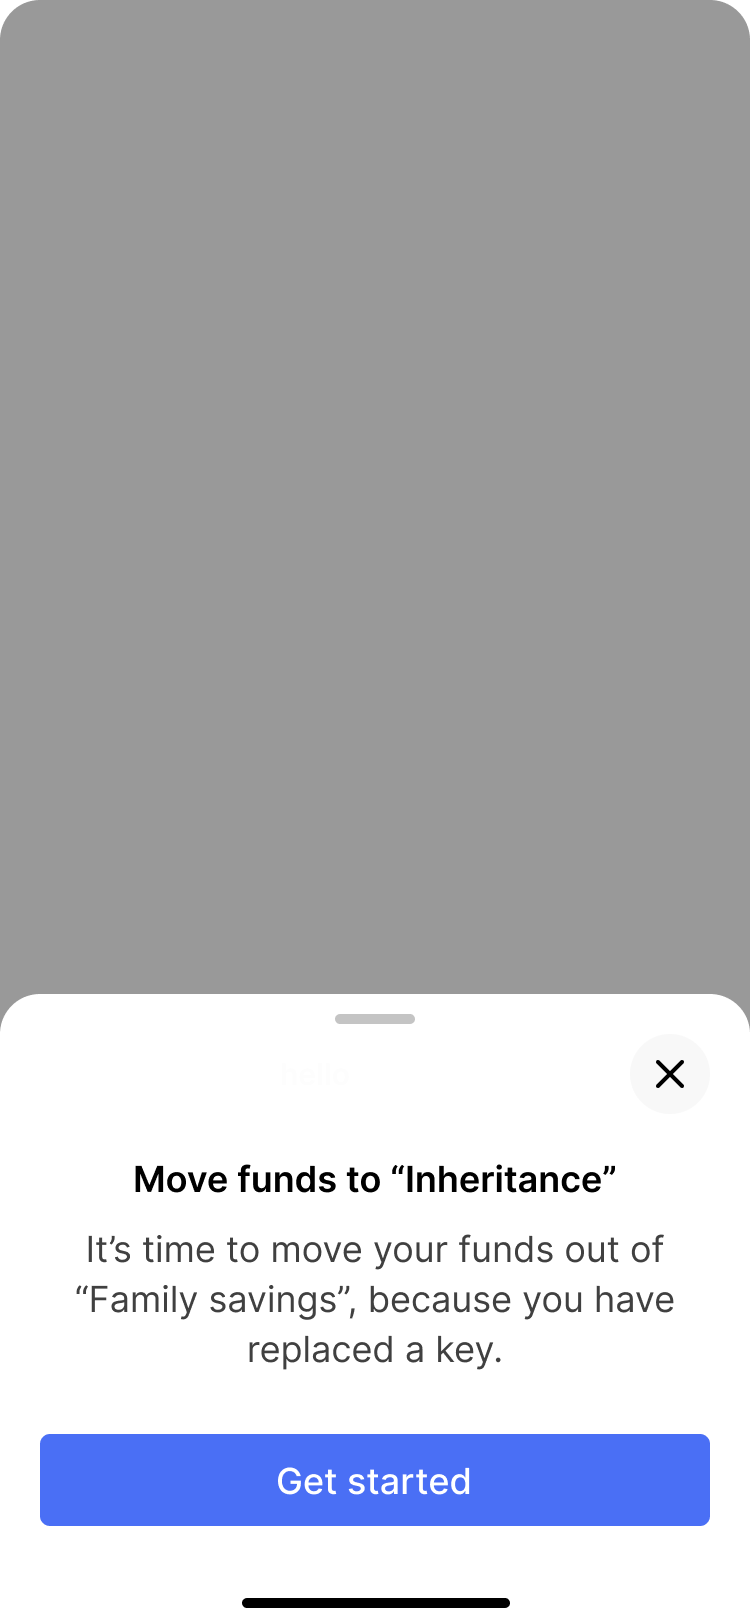 hello
Move funds to “Inheritance”
It’s time to move your funds out of
“Family savings”, because you have
replaced a key.
Get started